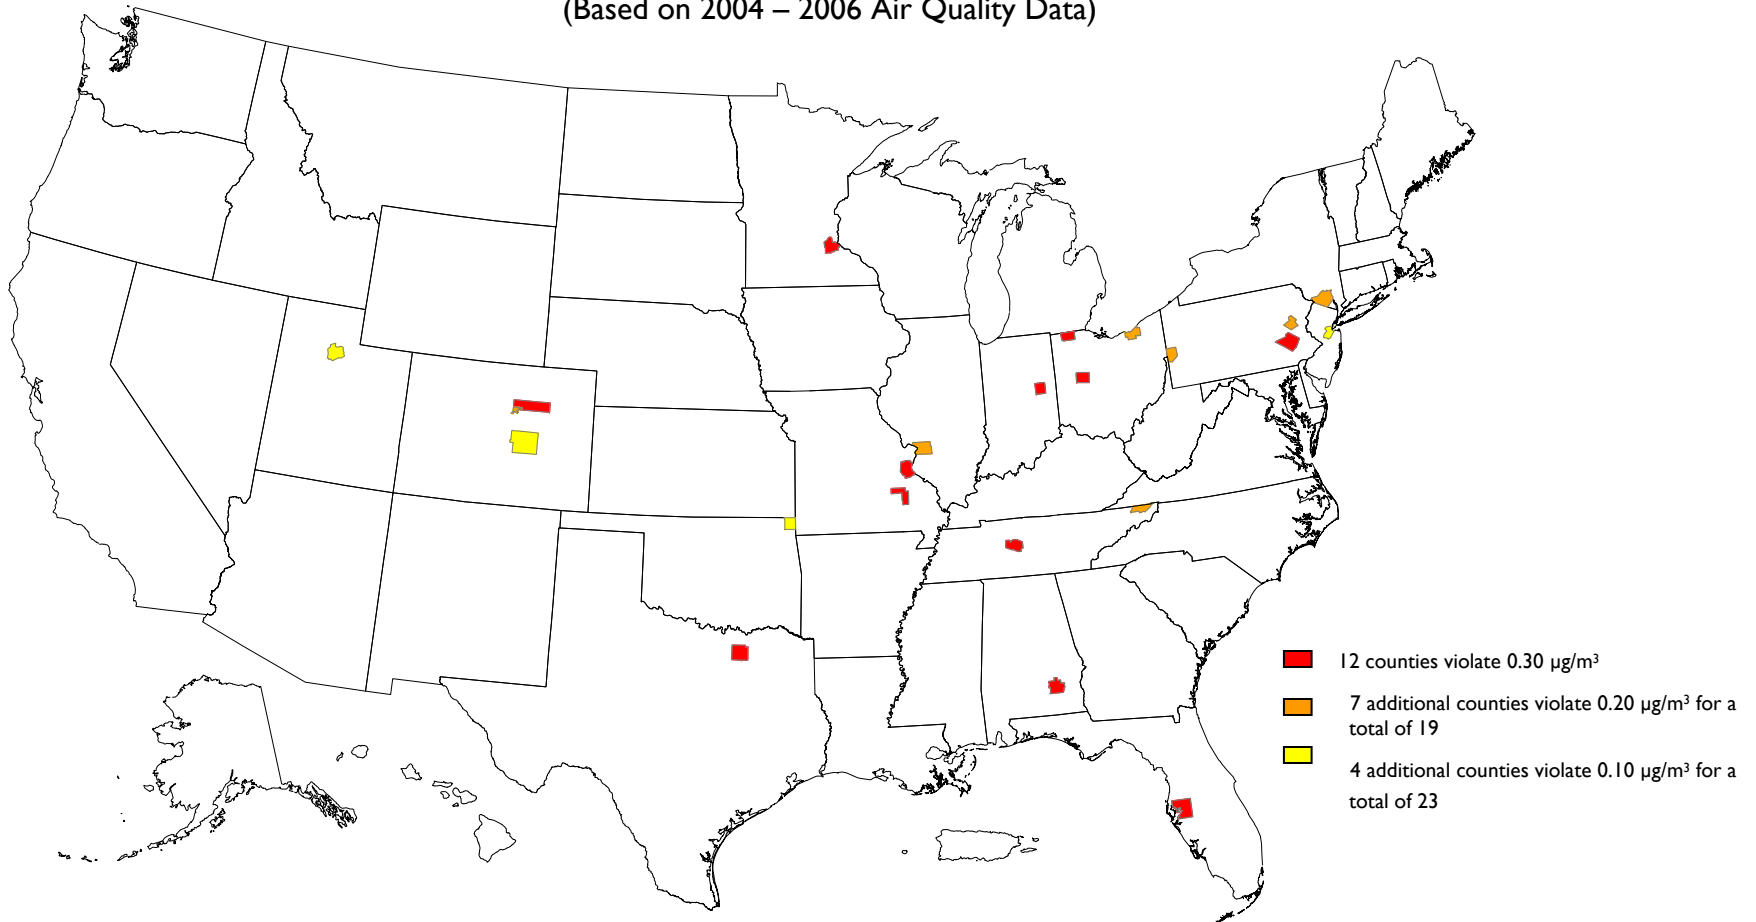 (Based on 2004 – 2006 Air Quality Data)
12 counties violate 0.30 µg/m³
7 additional counties violate 0.20 µg/m³ for a
total of 19
4 additional counties violate 0.10 µg/m³ for a
total of 23